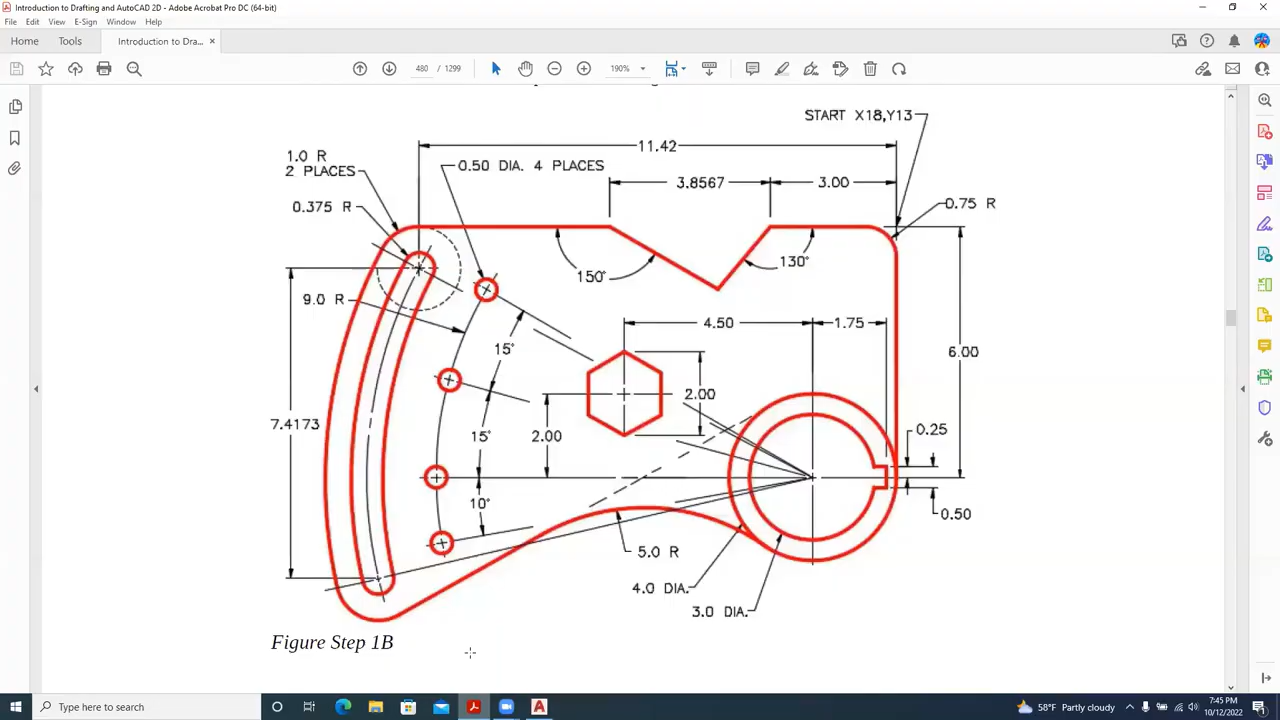 Introduction to Drafting and AutoCAD 2D - Adobe Acrobat Pro DC (64-bit)
File Edit View E-Sign Window Help
Home Tools Introduction to Dra... ×
480 / 1299 190%
START X18,Y13
11.42
1.0 R
2 PLACES
0.50 DIA. 4 PLACES
3.8567 3.00
0.375 R
0.75 R
150°
130°
9.0 R
4.50 1.75
15°
6.00
2.00
7.4173
15°
2.00
0.25
10°
0.50
5.0 R
4.0 DIA.
3.0 DIA.
Figure Step 1B
Type here to search
58°F Partly cloudy
7:45 PM
10/12/2022